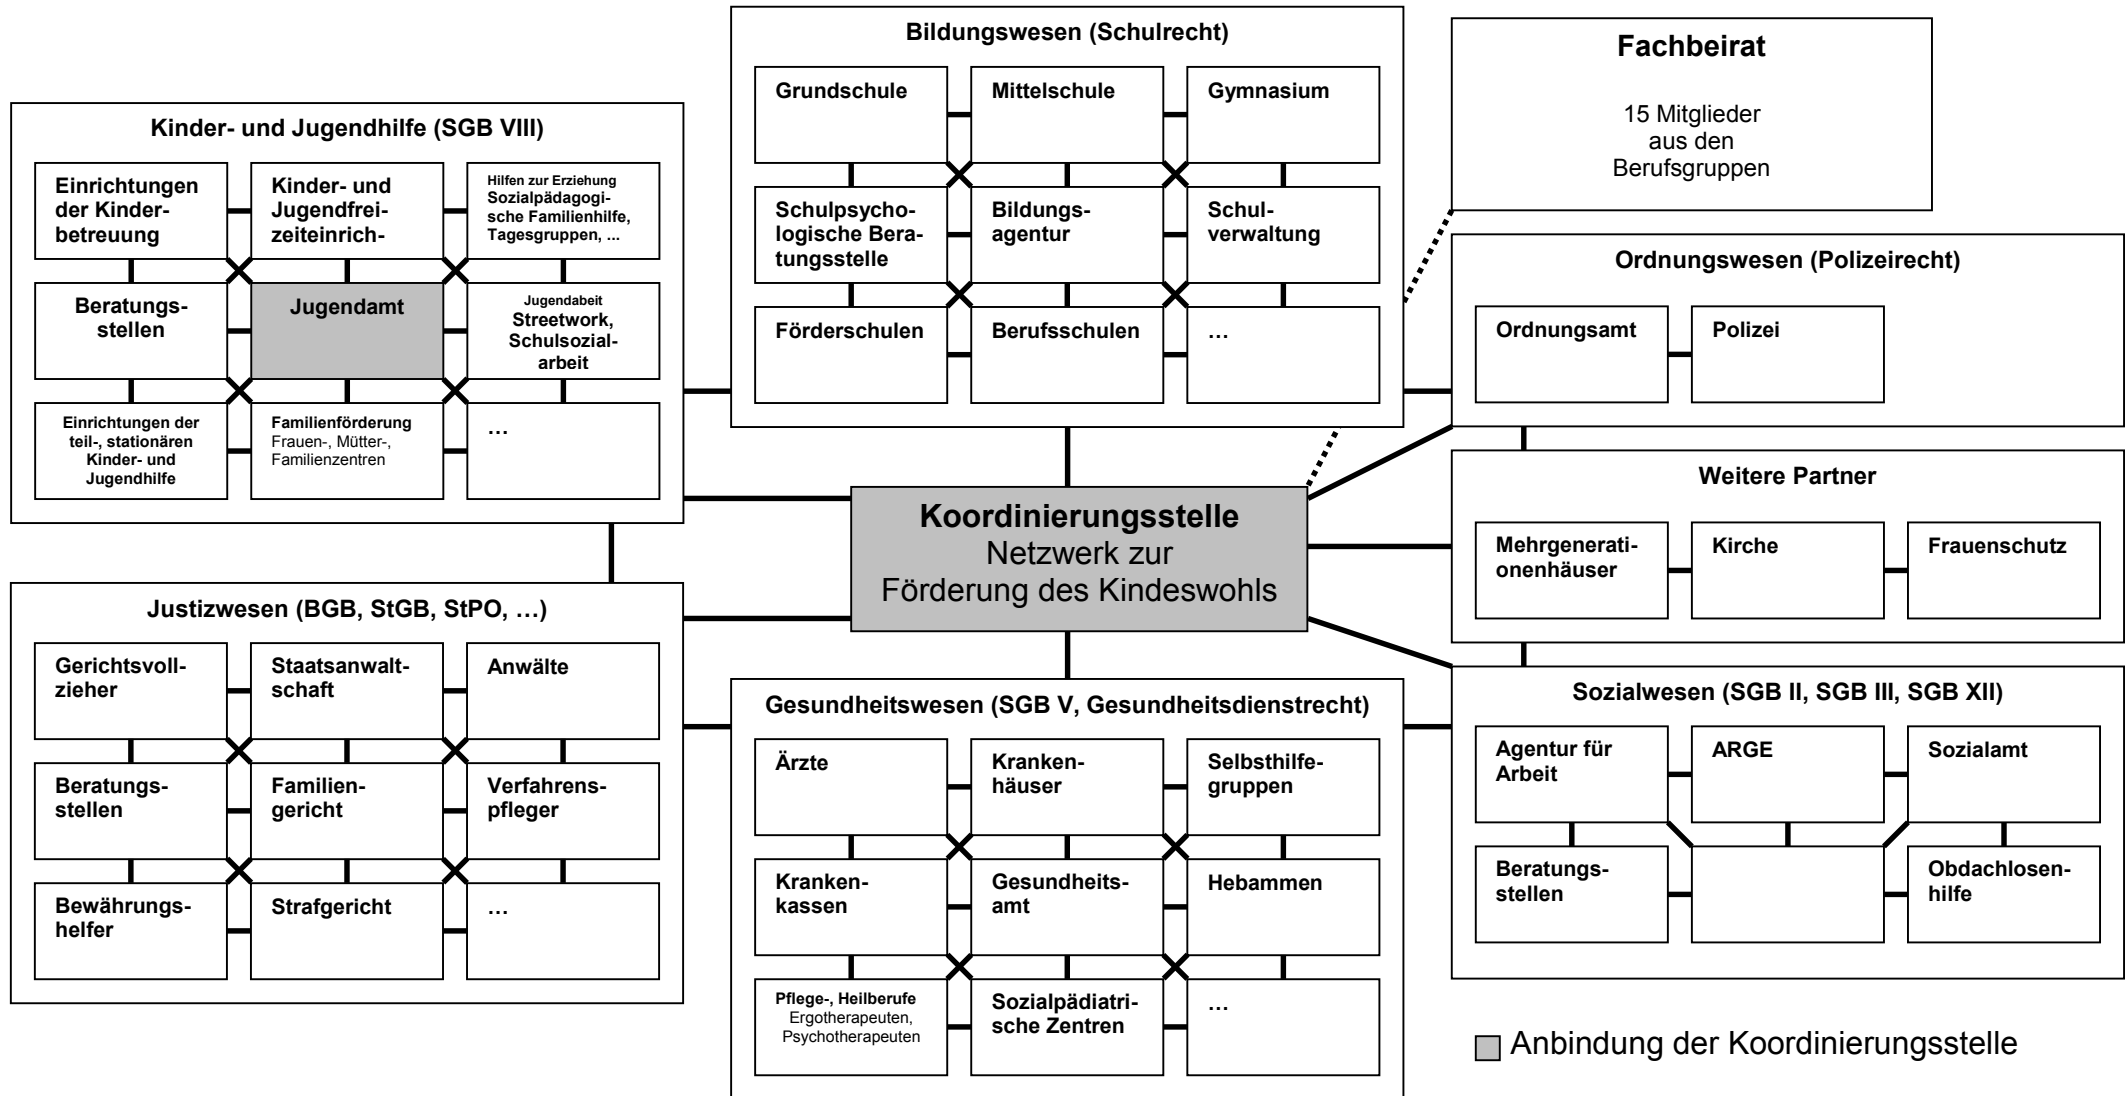 Bildungswesen (Schulrecht)
Grundschule
Mittelschule
Gymnasium
Schulpsycho-
logische Bera-
tungsstelle
Bildungs-
agentur
Schul-
verwaltung
Förderschulen
Berufsschulen
…
Fachbeirat
15 Mitglieder
aus den
Berufsgruppen
Kinder- und Jugendhilfe (SGB VIII)
Einrichtungen
der Kinder-
betreuung
Kinder- und
Jugendfrei-
zeiteinrich-
Hilfen zur Erziehung
Sozialpädagogi-
sche Familienhilfe,
Tagesgruppen, ...
Beratungs-
stellen
Jugendamt
Jugendabeit
Streetwork,
Schulsozial-
arbeit
Einrichtungen der
teil-, stationären
Kinder- und
Jugendhilfe
Familienförderung
Frauen-, Mütter-,
Familienzentren
…
Ordnungswesen (Polizeirecht)
Ordnungsamt
Polizei
Koordinierungsstelle
Netzwerk zur
Förderung des Kindeswohls
Weitere Partner
Mehrgenerati-
onenhäuser
Kirche
Frauenschutz
Justizwesen (BGB, StGB, StPO, …)
Gerichtsvoll-
zieher
Staatsanwalt-
schaft
Anwälte
Beratungs-
stellen
Familien-
gericht
Verfahrens-
pfleger
Bewährungs-
helfer
Strafgericht
…
Gesundheitswesen (SGB V, Gesundheitsdienstrecht)
Ärzte
Kranken-
häuser
Selbsthilfe-
gruppen
Kranken-
kassen
Gesundheits-
amt
Hebammen
Pflege-, Heilberufe
Ergotherapeuten,
Psychotherapeuten
Sozialpädiatri-
sche Zentren
…
Sozialwesen (SGB II, SGB III, SGB XII)
Agentur für
Arbeit
ARGE
Sozialamt
Beratungs-
stellen
Obdachlosen-
hilfe
Anbindung der Koordinierungsstelle